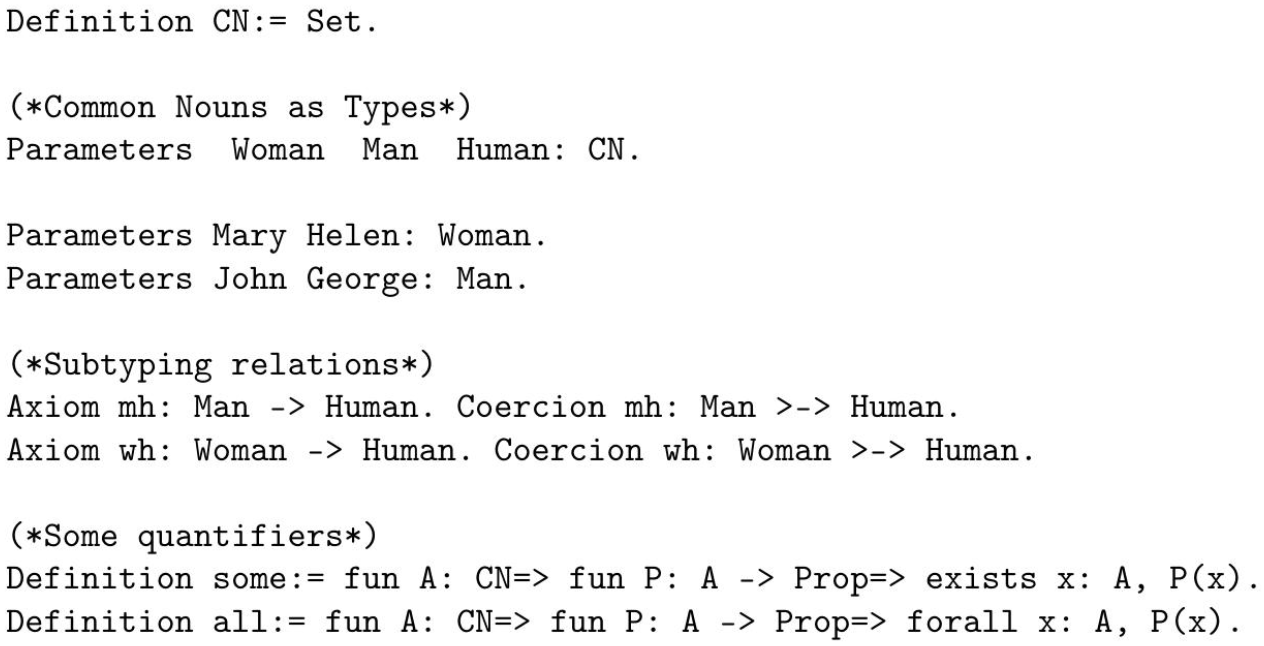 Definition CN:= Set.
(*Common Nouns as Types*)
Parameters Woman Man Human: CN.
Parameters Mary Helen: Woman.
Parameters John George: Man.
(*Subtyping relations*)
Axiom mh: Man -> Human. Coercion mh: Man >-> Human.
Axiom wh: Woman -> Human. Coercion wh: Woman >-> Human.
(*Some quantifiers*)
Definition some:= fun A: CN=> fun P: A -> Prop=> exists x: A, P(x).
Definition all:= fun A: CN=> fun P: A -> Prop=> forall x: A, P(x).